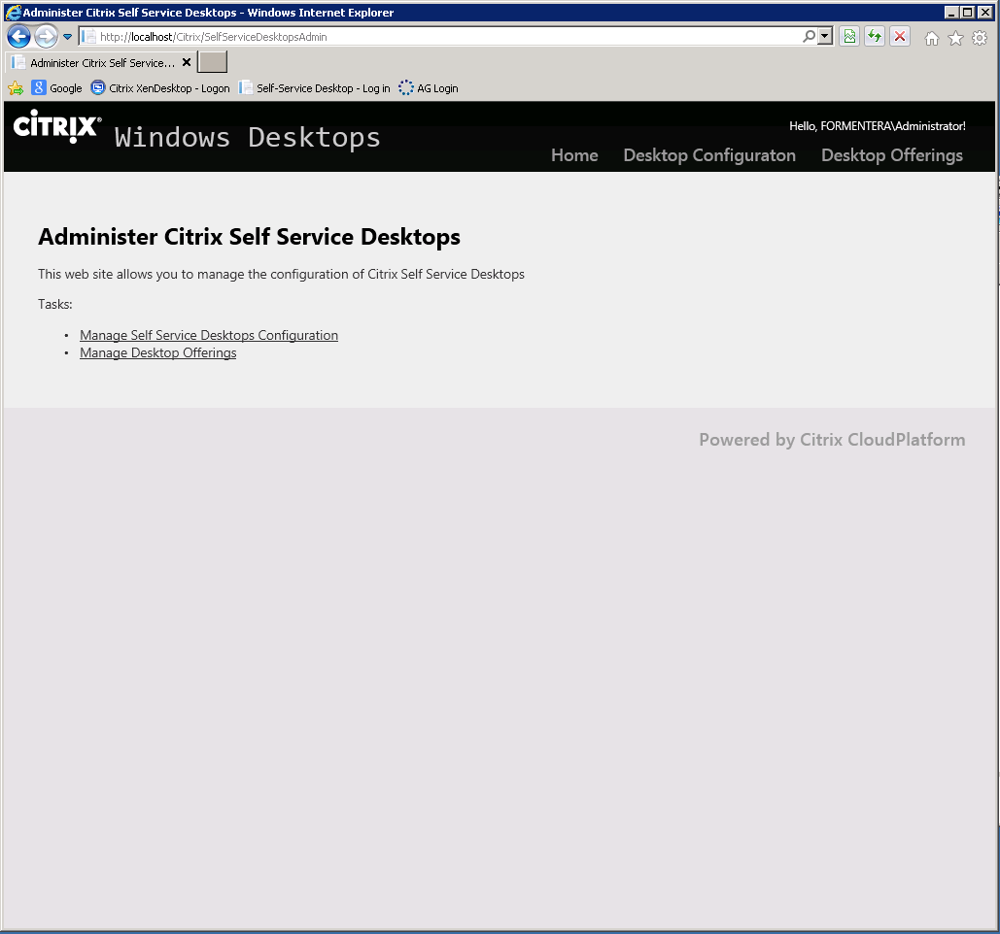 Administer Citrix Self Service Desktops - Windows Internet Explorer
http://localhost/Citrix/SelfServiceDesktopsAdmin
Administer Citrix Self Service...
Google Citrix XenDesktop - Logon Self-Service Desktop - Log in AG Login
CITRIX® Windows Desktops
Hello, FORMENTERA\Administrator!
Home Desktop Configuraton Desktop Offerings
Administer Citrix Self Service Desktops
This web site allows you to manage the configuration of Citrix Self Service Desktops
Tasks:
• Manage Self Service Desktops Configuration
• Manage Desktop Offerings
Powered by Citrix CloudPlatform